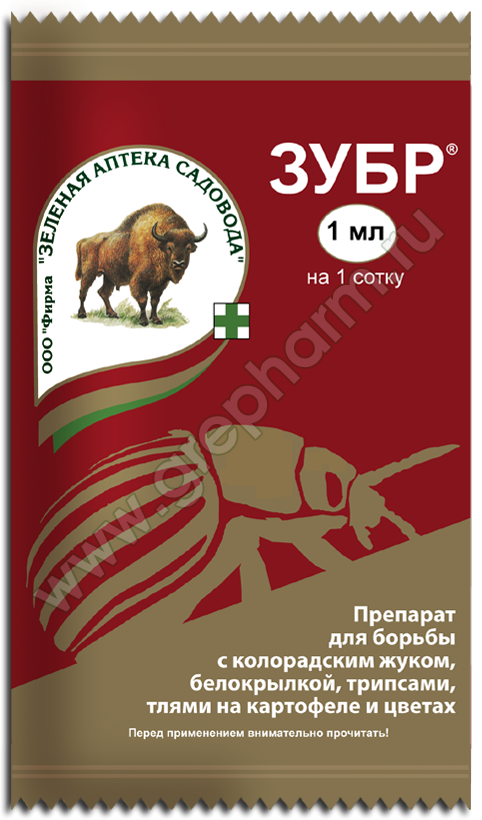 ООО "Фирма "ЗЕЛЕНАЯ АПТЕКА САДОВОДА"
ЗУБР®
1 мл
на 1 сотку
www.grepharm.ru
Препарат
для борьбы
с колорадским жуком,
белокрылкой, трипсами,
тлями на картофеле и цветах
Перед применением внимательно прочитать!